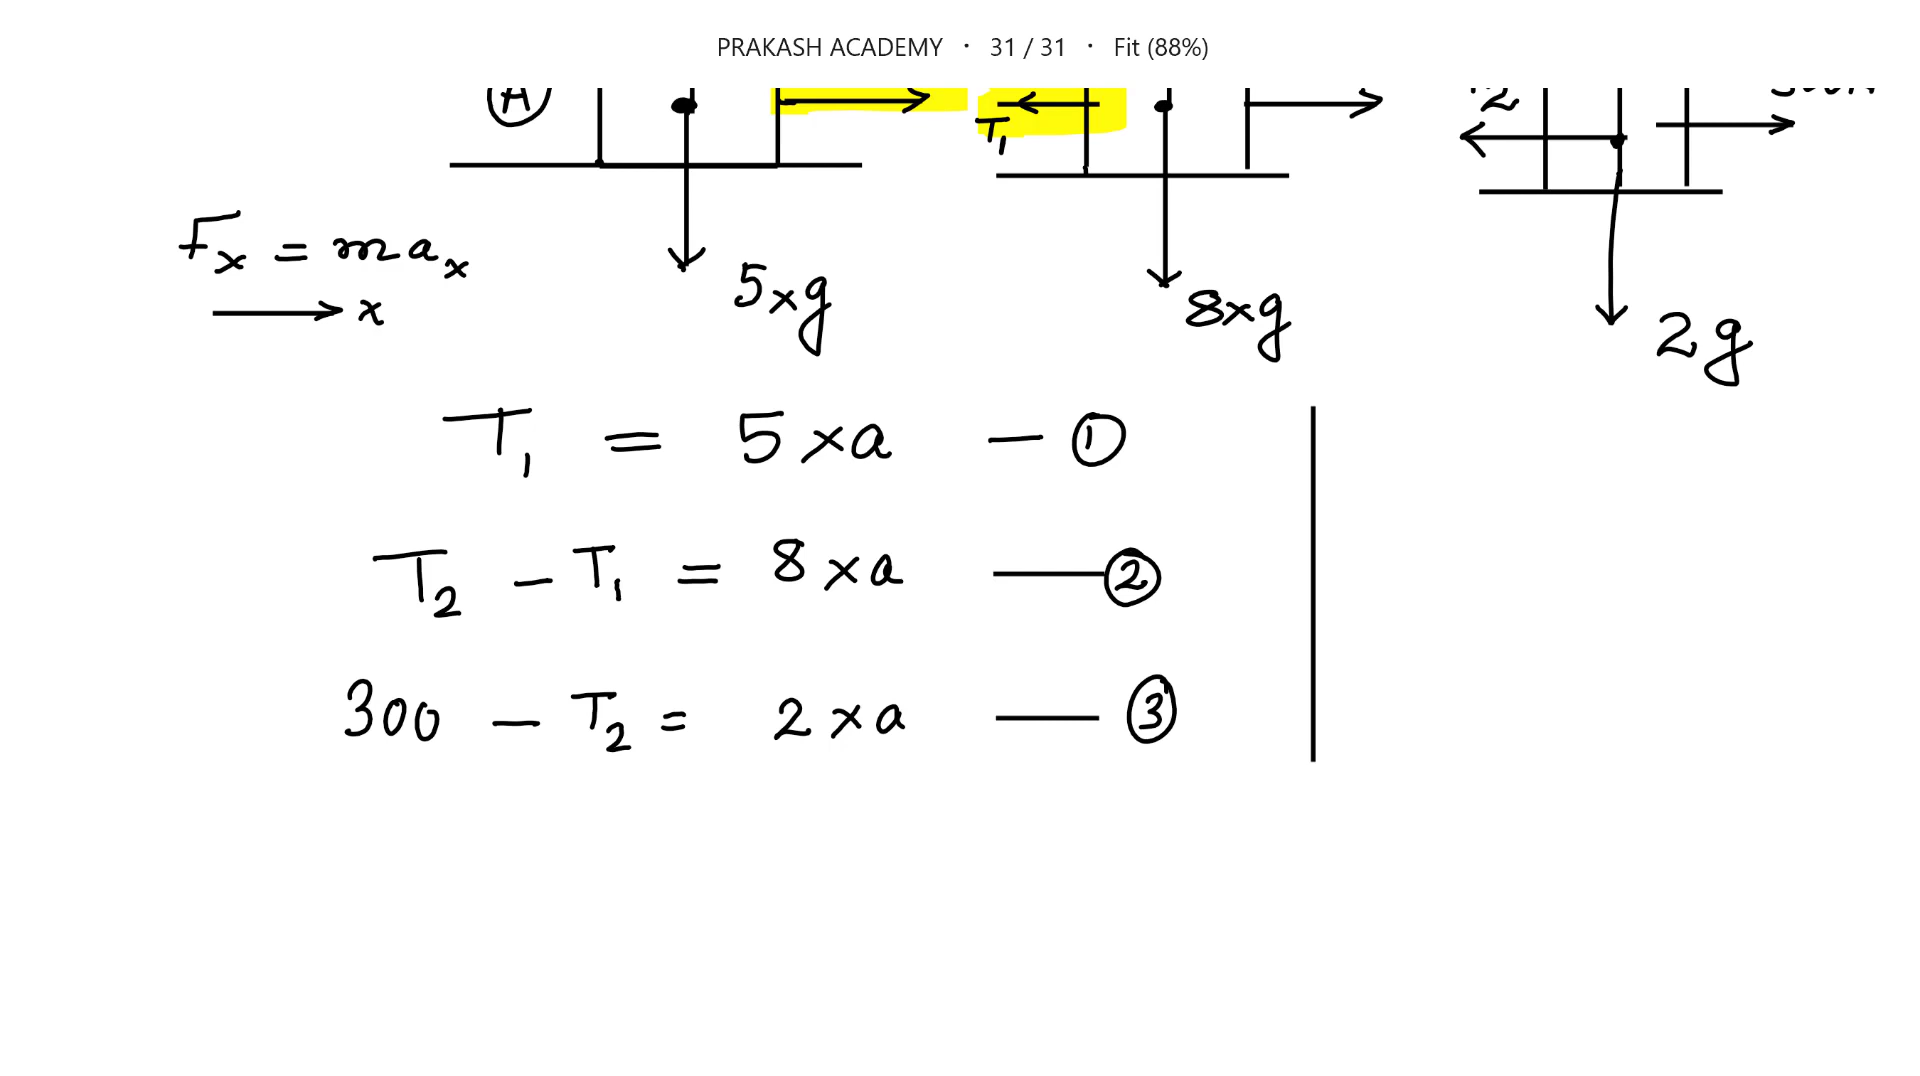 PRAKASH ACADEMY · 31 / 31 · Fit (88%)
A
T₁
2
Fx = max
→ x
5×g
8×g
2g
T₁ = 5×a — ①
T₂ - T₁ = 8×a — ②
300 - T₂ = 2×a — ③